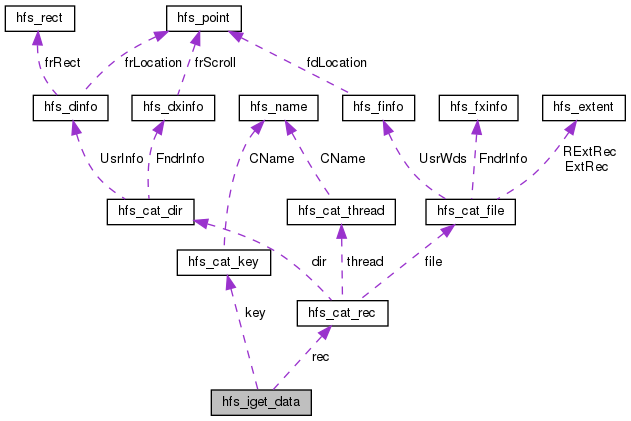 hfs_rect
hfs_point
frRect
frLocation
frScroll
fdLocation
hfs_dinfo
hfs_dxinfo
hfs_name
hfs_finfo
hfs_fxinfo
hfs_extent
UsrInfo
FndrInfo
CName
CName
UsrWds
FndrInfo
RExtRec
ExtRec
hfs_cat_dir
hfs_cat_thread
hfs_cat_file
hfs_cat_key
dir
thread
file
key
hfs_cat_rec
rec
hfs_iget_data